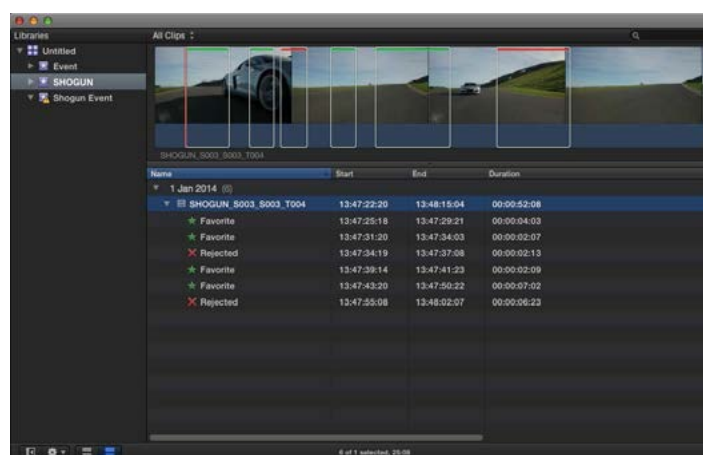 Libraries
All Clips
Untitled
Event
SHOGUN
Shogun Event
SHOGUN_S003_S003_T004
Name Start End Duration
1 Jan 2014 (6)
SHOGUN_S003_S003_T004 13:47:22:20 13:48:15:04 00:00:52:08
Favorite 13:47:25:18 13:47:29:21 00:00:04:03
Favorite 13:47:31:20 13:47:34:03 00:00:02:07
Rejected 13:47:34:19 13:47:37:08 00:00:02:13
Favorite 13:47:39:14 13:47:41:23 00:00:02:09
Favorite 13:47:43:20 13:47:50:22 00:00:07:02
Rejected 13:47:55:08 13:48:02:07 00:00:06:23
6 of 1 selected, 25:09